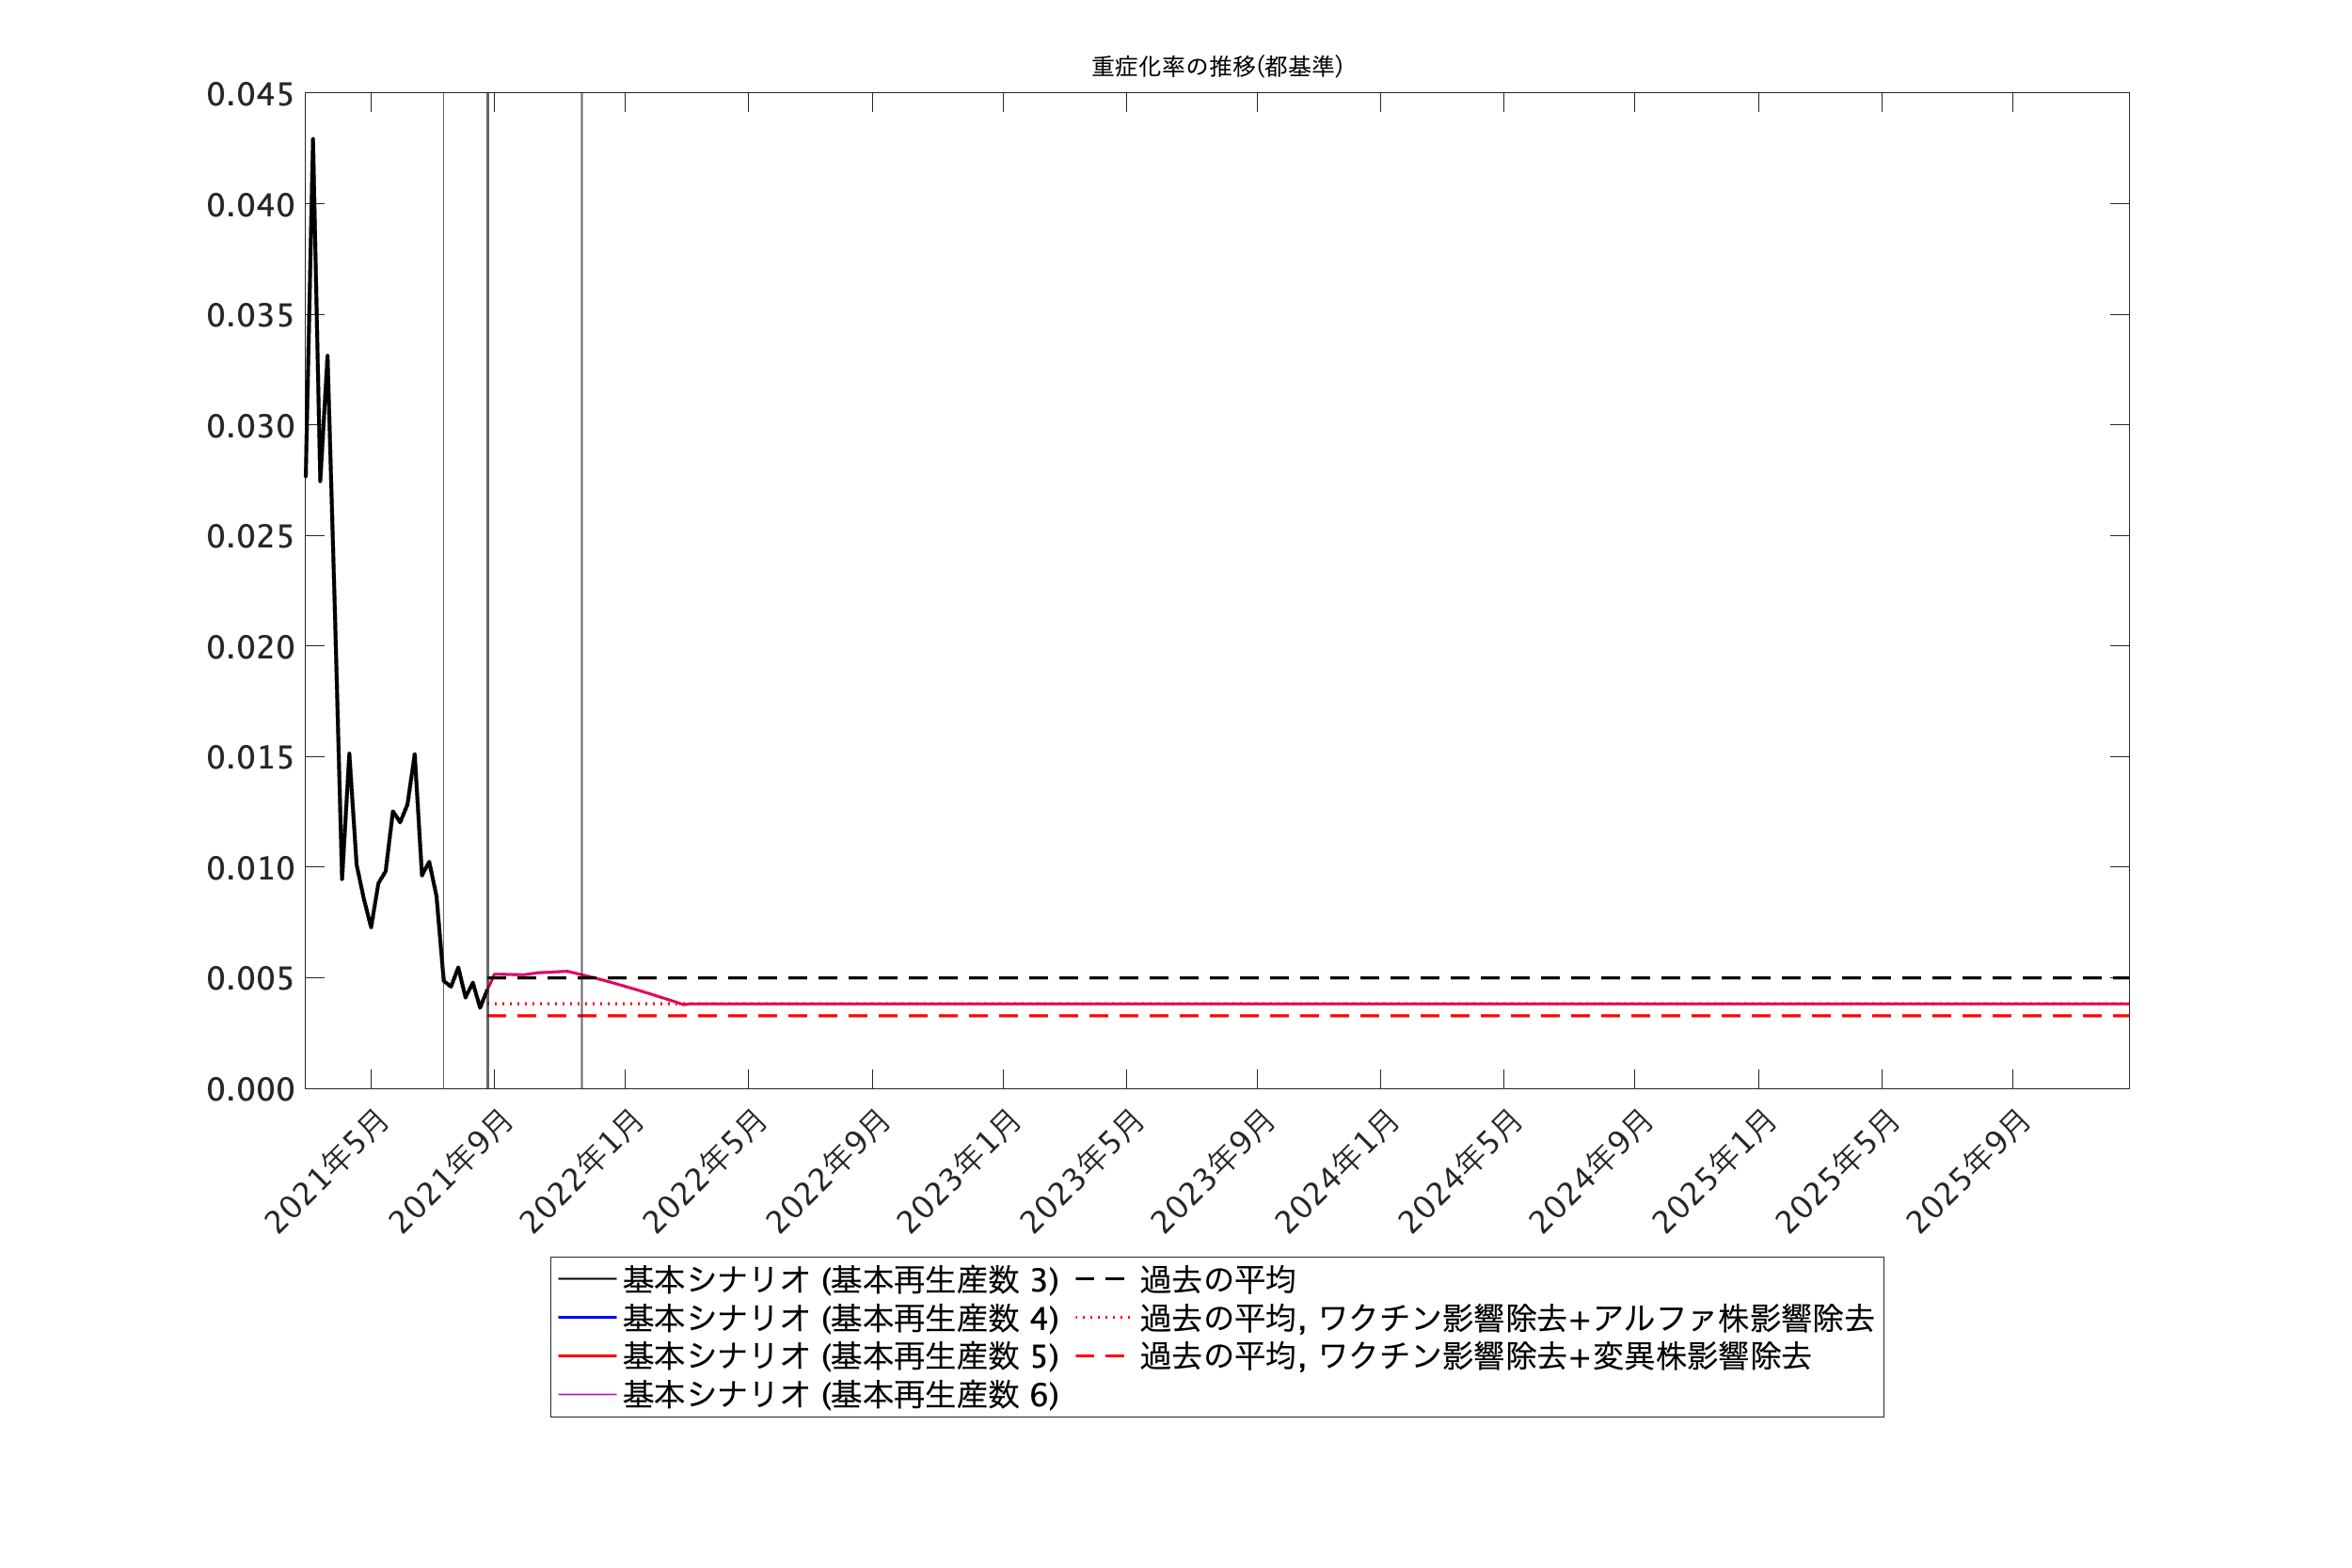 重症化率の推移(都基準)
0.045
0.040
0.035
0.030
0.025
0.020
0.015
0.010
0.005
0.000
2021年5月
2021年9月
2022年1月
2022年5月
2022年9月
2023年1月
2023年5月
2023年9月
2024年1月
2024年5月
2024年9月
2025年1月
2025年5月
2025年9月
基本シナリオ (基本再生産数 3)
基本シナリオ (基本再生産数 4)
基本シナリオ (基本再生産数 5)
基本シナリオ (基本再生産数 6)
過去の平均
過去の平均, ワクチン影響除去+アルファ株影響除去
過去の平均, ワクチン影響除去+変異株影響除去